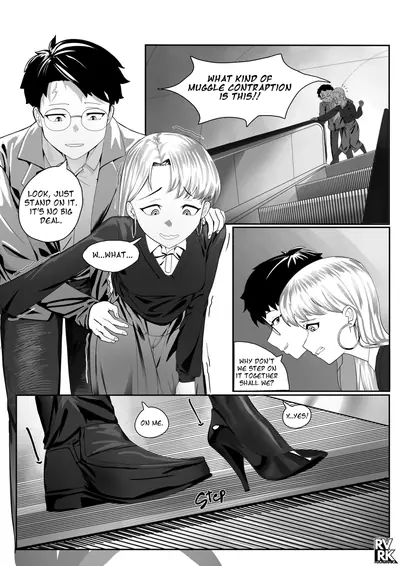 WHAT KIND OF
MUGGLE CONTRAPTION
IS THIS!!
LOOK, JUST
STAND ON IT.
IT'S NO BIG
DEAL.
W...WHAT...
WHY DON'T
WE STEP ON
IT TOGETHER
SHALL WE?
ON ME.
Y..YES!
Step
RV
RK